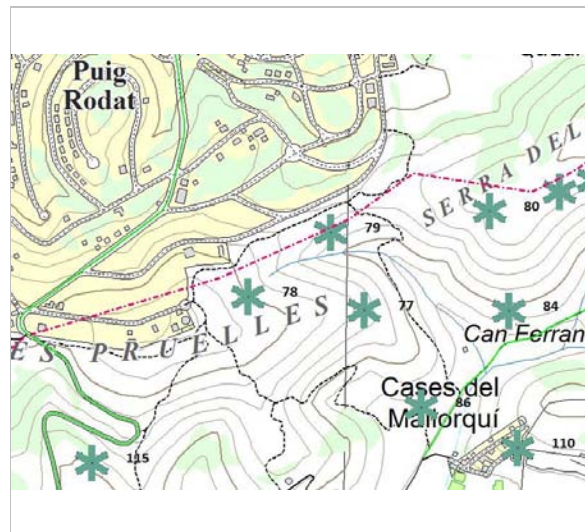 Puig
Rodat
SERRA DEL
80
79
78
77
84
Can Ferran
ES PRUELLES
Cases del
Mallorquí
86
110
115